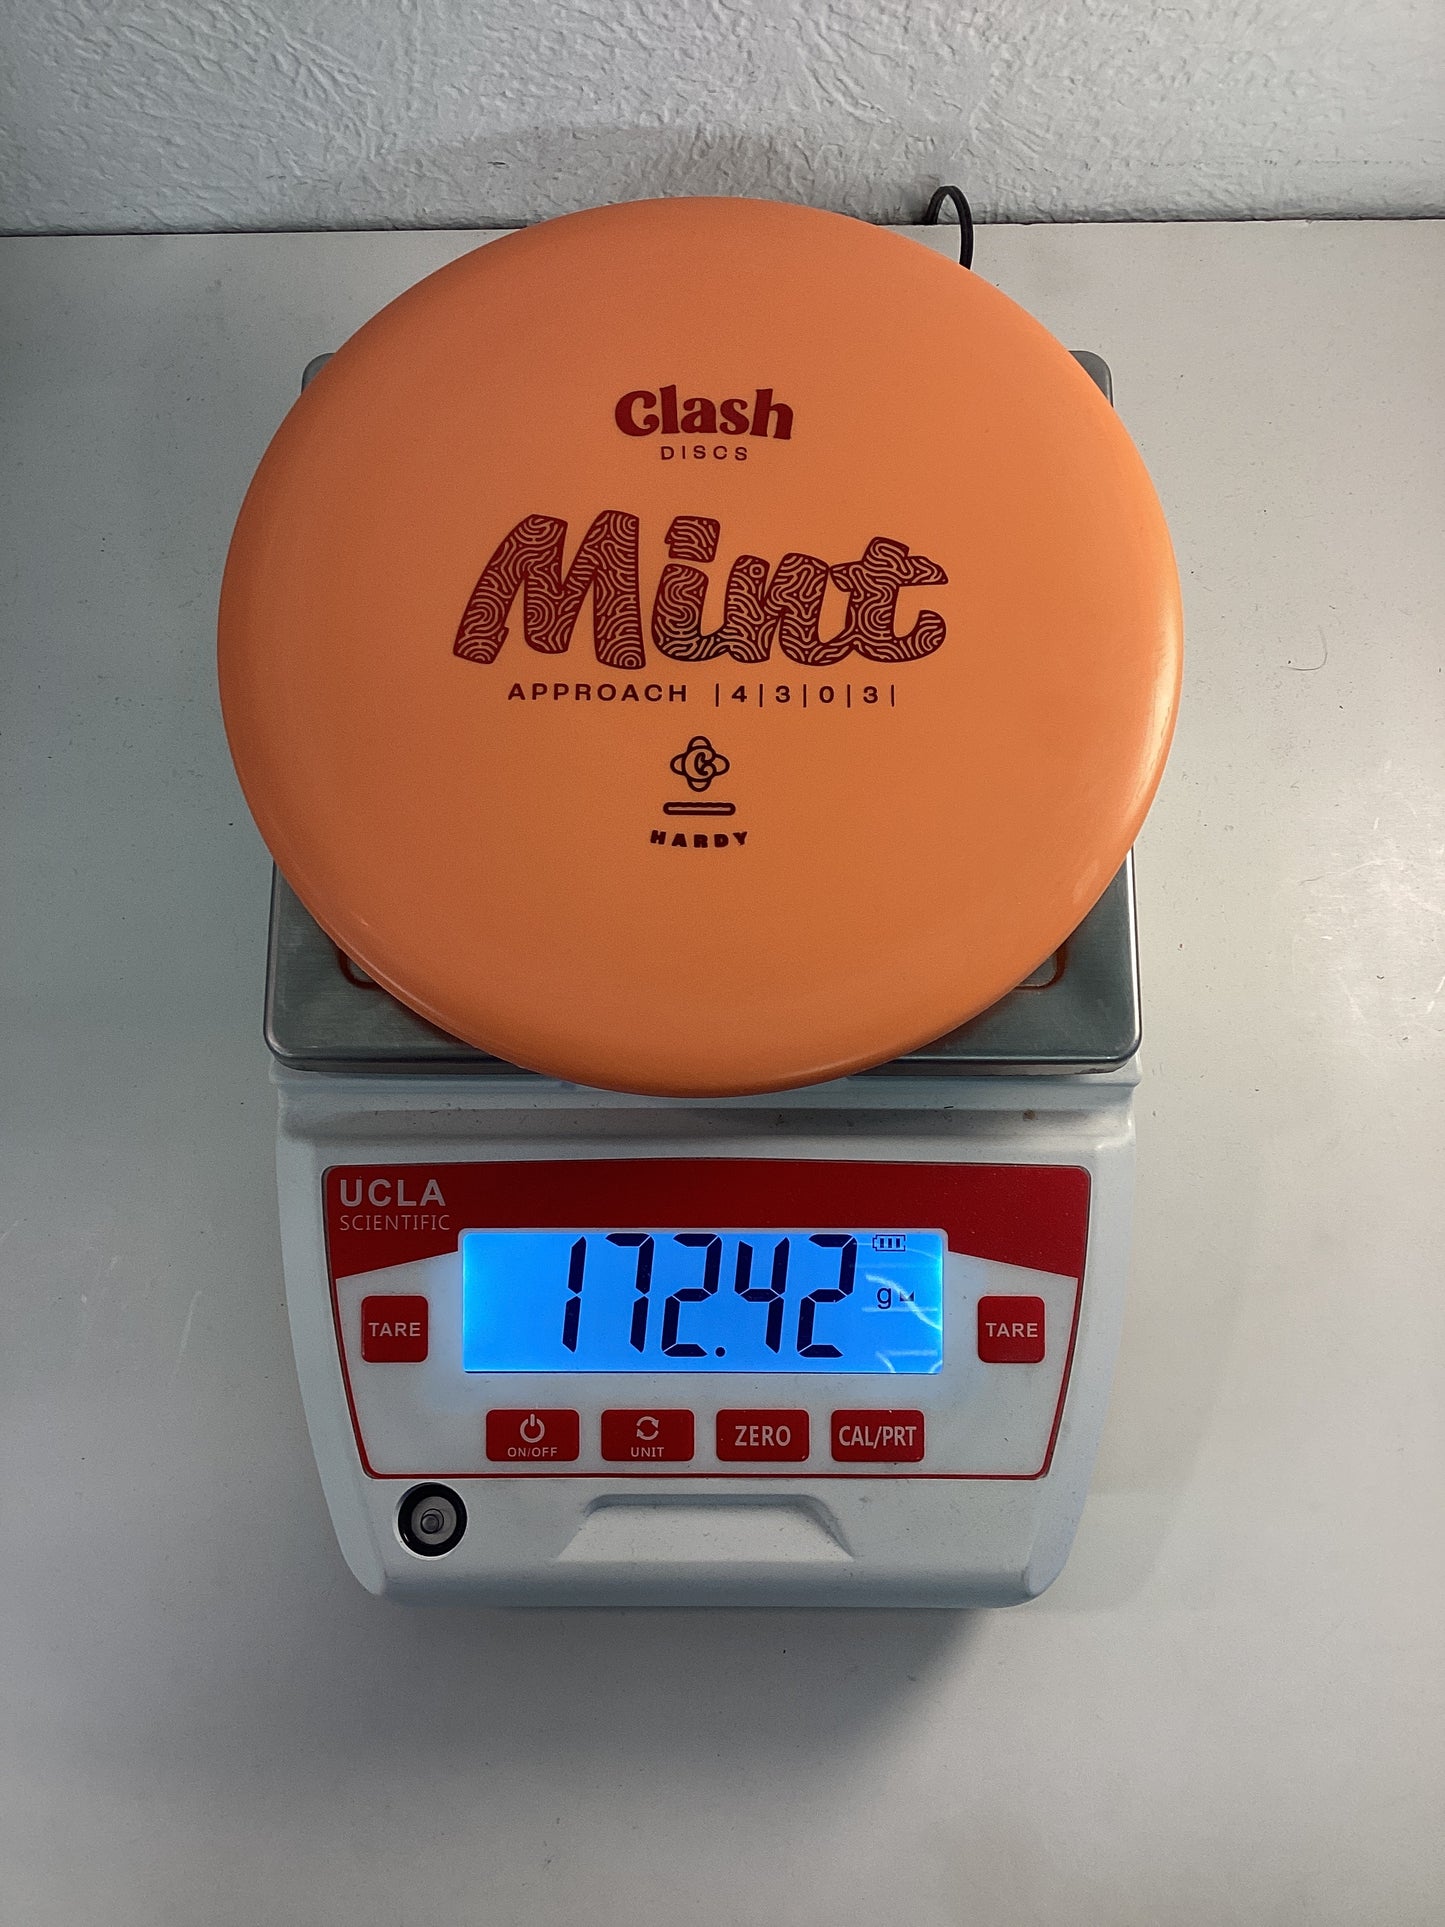 Clash
DISCS
Mint
APPROACH |4|3|0|3|
C
HARDY
UCLA
SCIENTIFIC
172.42
g
TARE
TARE
ON/OFF
UNIT
ZERO
CAL/PRT